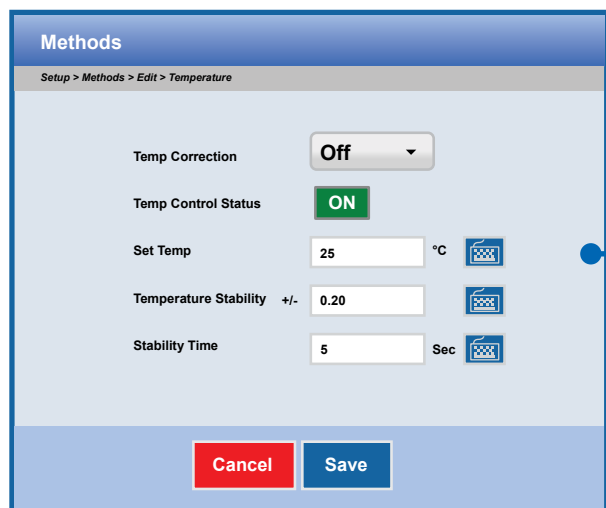 Methods
Setup > Methods > Edit > Temperature
Temp Correction Off
Temp Control Status ON
Set Temp 25 °C
Temperature Stability +/- 0.20
Stability Time 5 Sec
Cancel Save